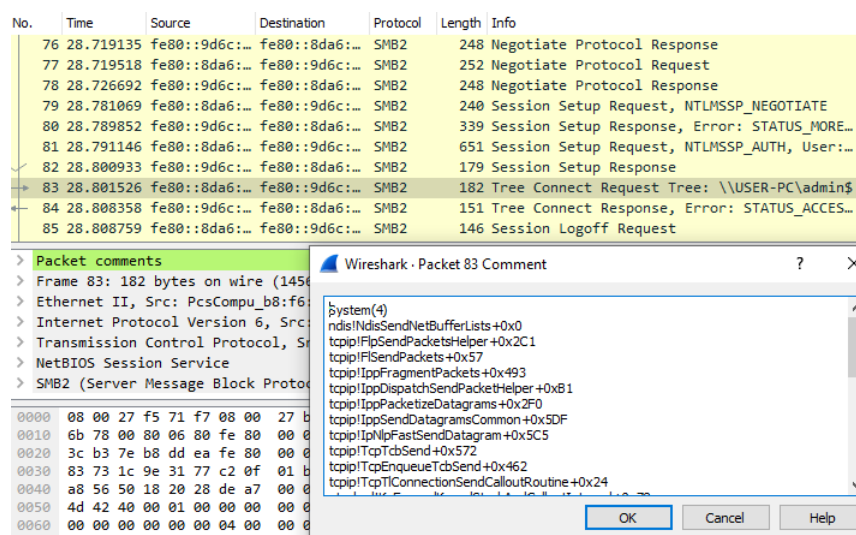 No. Time Source Destination Protocol Length Info
76 28.719135 fe80::9d6c:… fe80::8da6:… SMB2 248 Negotiate Protocol Response
77 28.719518 fe80::8da6:… fe80::9d6c:… SMB2 252 Negotiate Protocol Request
78 28.726692 fe80::9d6c:… fe80::8da6:… SMB2 248 Negotiate Protocol Response
79 28.781069 fe80::8da6:… fe80::9d6c:… SMB2 240 Session Setup Request, NTLMSSP_NEGOTIATE
80 28.789852 fe80::9d6c:… fe80::8da6:… SMB2 339 Session Setup Response, Error: STATUS_MORE…
81 28.791146 fe80::8da6:… fe80::9d6c:… SMB2 651 Session Setup Request, NTLMSSP_AUTH, User:…
82 28.800933 fe80::9d6c:… fe80::8da6:… SMB2 179 Session Setup Response
83 28.801526 fe80::8da6:… fe80::9d6c:… SMB2 182 Tree Connect Request Tree: \\USER-PC\admin$
84 28.808358 fe80::9d6c:… fe80::8da6:… SMB2 151 Tree Connect Response, Error: STATUS_ACCES…
85 28.808759 fe80::8da6:… fe80::9d6c:… SMB2 146 Session Logoff Request
> Packet comments
> Frame 83: 182 bytes on wire (1456
> Ethernet II, Src: PcsCompu_b8:f6:
> Internet Protocol Version 6, Src:
> Transmission Control Protocol, Sr
> NetBIOS Session Service
> SMB2 (Server Message Block Protoc
0000 08 00 27 f5 71 f7 08 00 27 b
0010 6b 78 00 80 06 80 fe 80 00 0
0020 3c b3 7e b8 dd ea fe 80 00 0
0030 83 73 1c 9e 31 77 c2 0f 01 b
0040 a8 56 50 18 20 28 de a7 00 0
0050 4d 42 40 00 01 00 00 00 00 0
0060 00 00 00 00 00 00 04 00 00 0
Wireshark · Packet 83 Comment ? X
System(4)
ndis!NdisSendNetBufferLists+0x0
tcpip!FlpSendPacketsHelper+0x2C1
tcpip!FlSendPackets+0x57
tcpip!IppFragmentPackets+0x493
tcpip!IppDispatchSendPacketHelper+0xB1
tcpip!IppPacketizeDatagrams+0x2F0
tcpip!IppSendDatagramsCommon+0x5DF
tcpip!IpNlpFastSendDatagram+0x5C5
tcpip!TcpTcbSend+0x572
tcpip!TcpEnqueueTcbSend+0x462
tcpip!TcpTlConnectionSendCalloutRoutine+0x24
OK Cancel Help